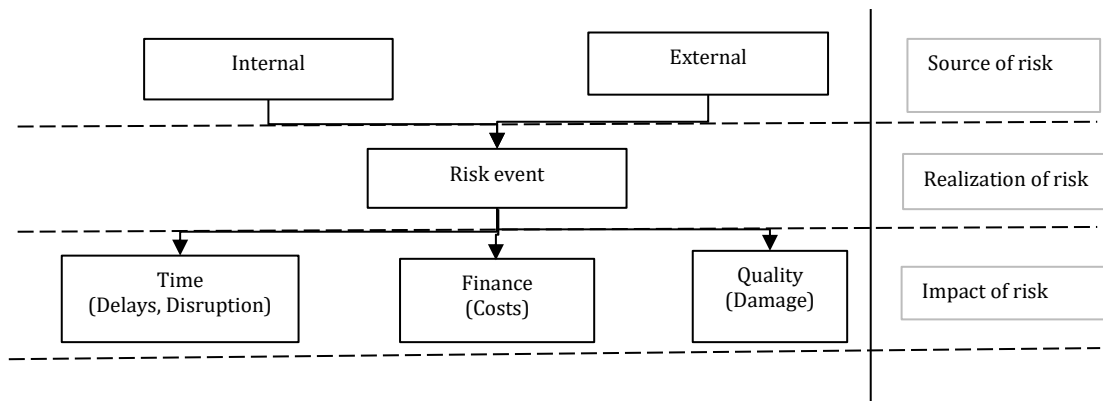 Internal
External
Source of risk
Risk event
Realization of risk
Time
(Delays, Disruption)
Finance
(Costs)
Quality
(Damage)
Impact of risk